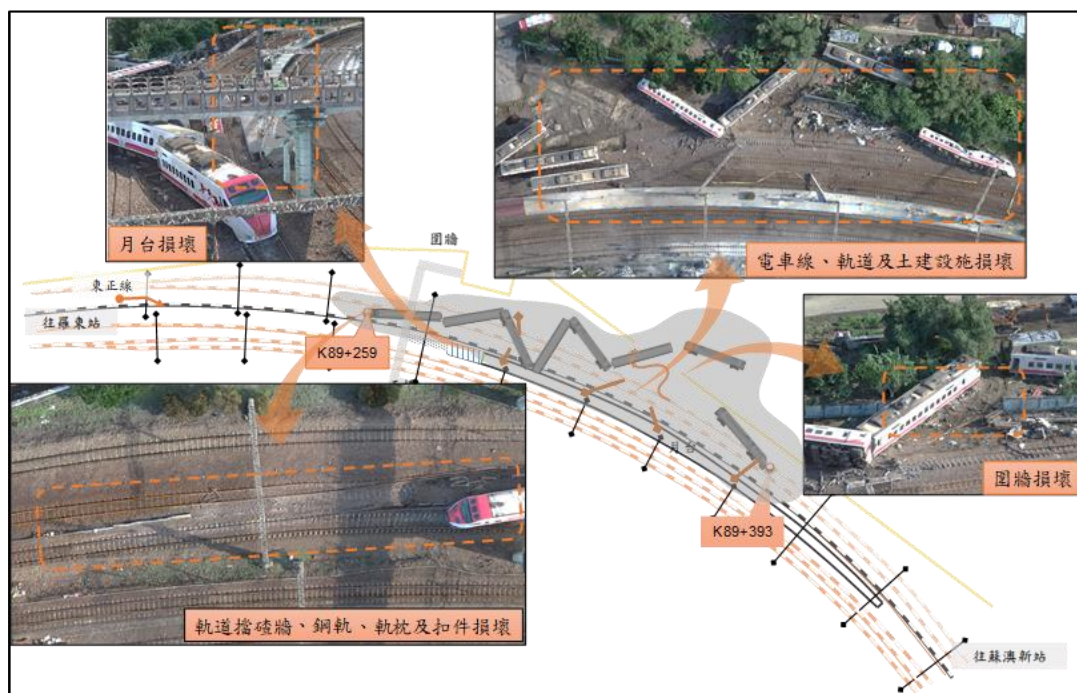 月台損壞
電車線、軌道及土建設施損壞
圍牆
東正線
往羅東站
K89+259
月台
圍牆損壞
K89+393
軌道擋碴牆、鋼軌、軌枕及扣件損壞
往蘇澳新站